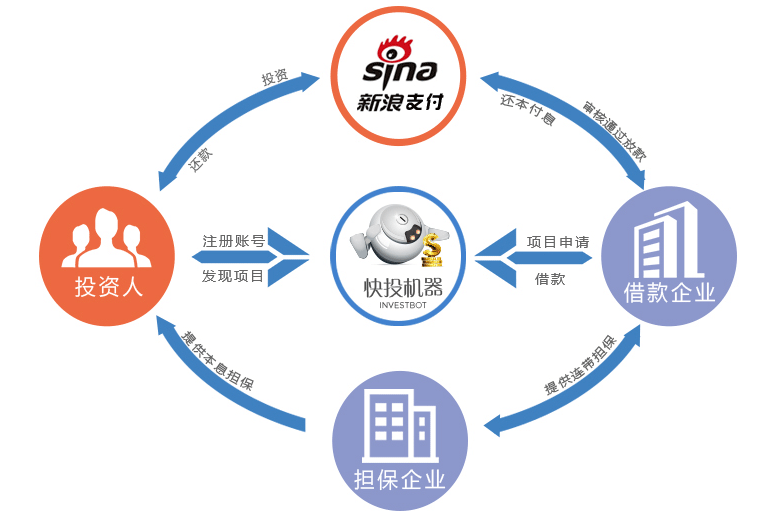 sina
新浪支付
投资
还款
还本付息
审核通过放款
投资人
注册账号
发现项目
快投机器
INVESTBOT
项目申请
借款
借款企业
提供本息担保
提供连带担保
担保企业